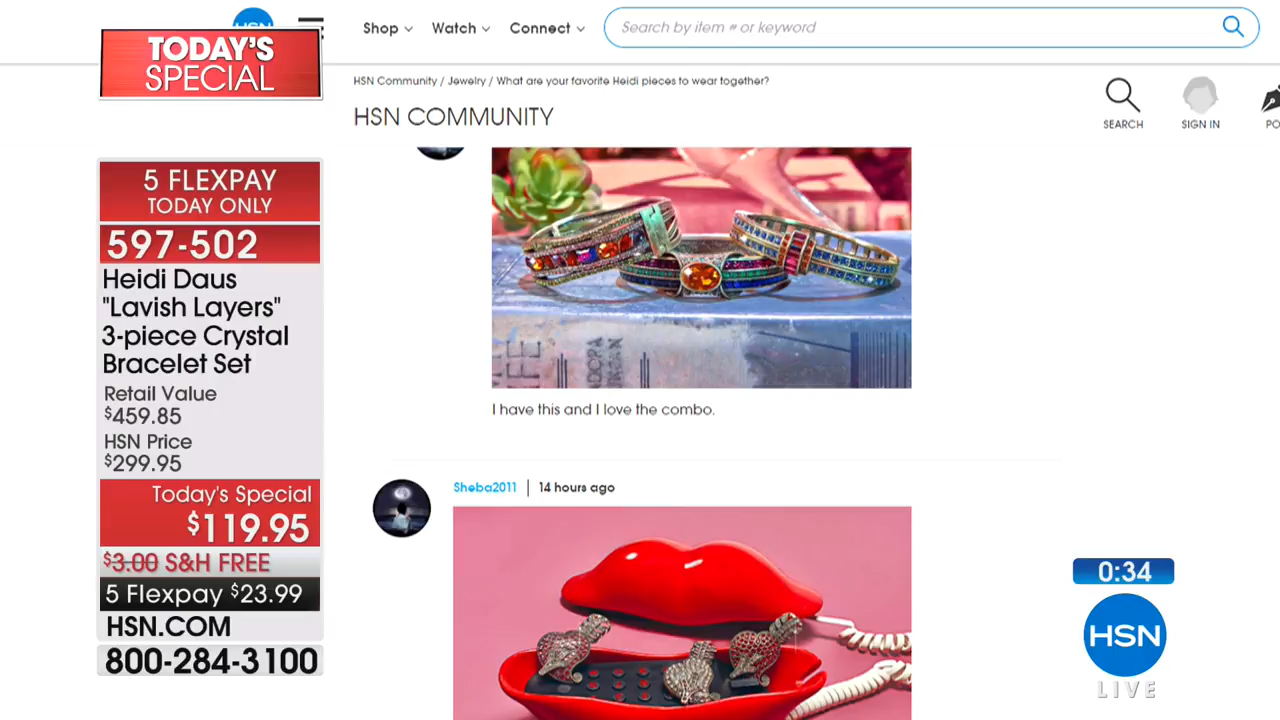 HSN
TODAY'S
SPECIAL
Shop
Watch
Connect
Search by item # or keyword
HSN Community / Jewelry / What are your favorite Heidi pieces to wear together?
HSN COMMUNITY
SEARCH
SIGN IN
PO
5 FLEXPAY
TODAY ONLY
597-502
Heidi Daus
"Lavish Layers"
3-piece Crystal
Bracelet Set
Retail Value
$459.85
HSN Price
$299.95
Today's Special
$119.95
$3.00 S&H FREE
5 Flexpay $23.99
HSN.COM
800-284-3100
I have this and I love the combo.
Sheba2011 | 14 hours ago
0:34
HSN
LIVE